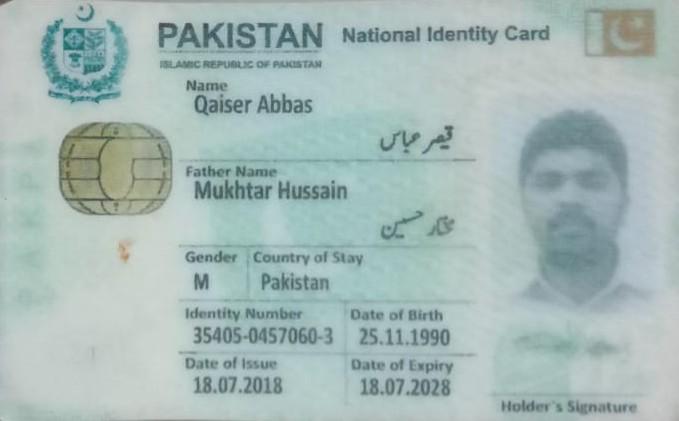 PAKISTAN National Identity Card
ISLAMIC REPUBLIC OF PAKISTAN
Name
Qaiser Abbas
قیصر عباس
Father Name
Mukhtar Hussain
مختار حسین
Gender Country of Stay
M Pakistan
Identity Number Date of Birth
35405-0457060-3 25.11.1990
Date of Issue Date of Expiry
18.07.2018 18.07.2028
Holder's Signature